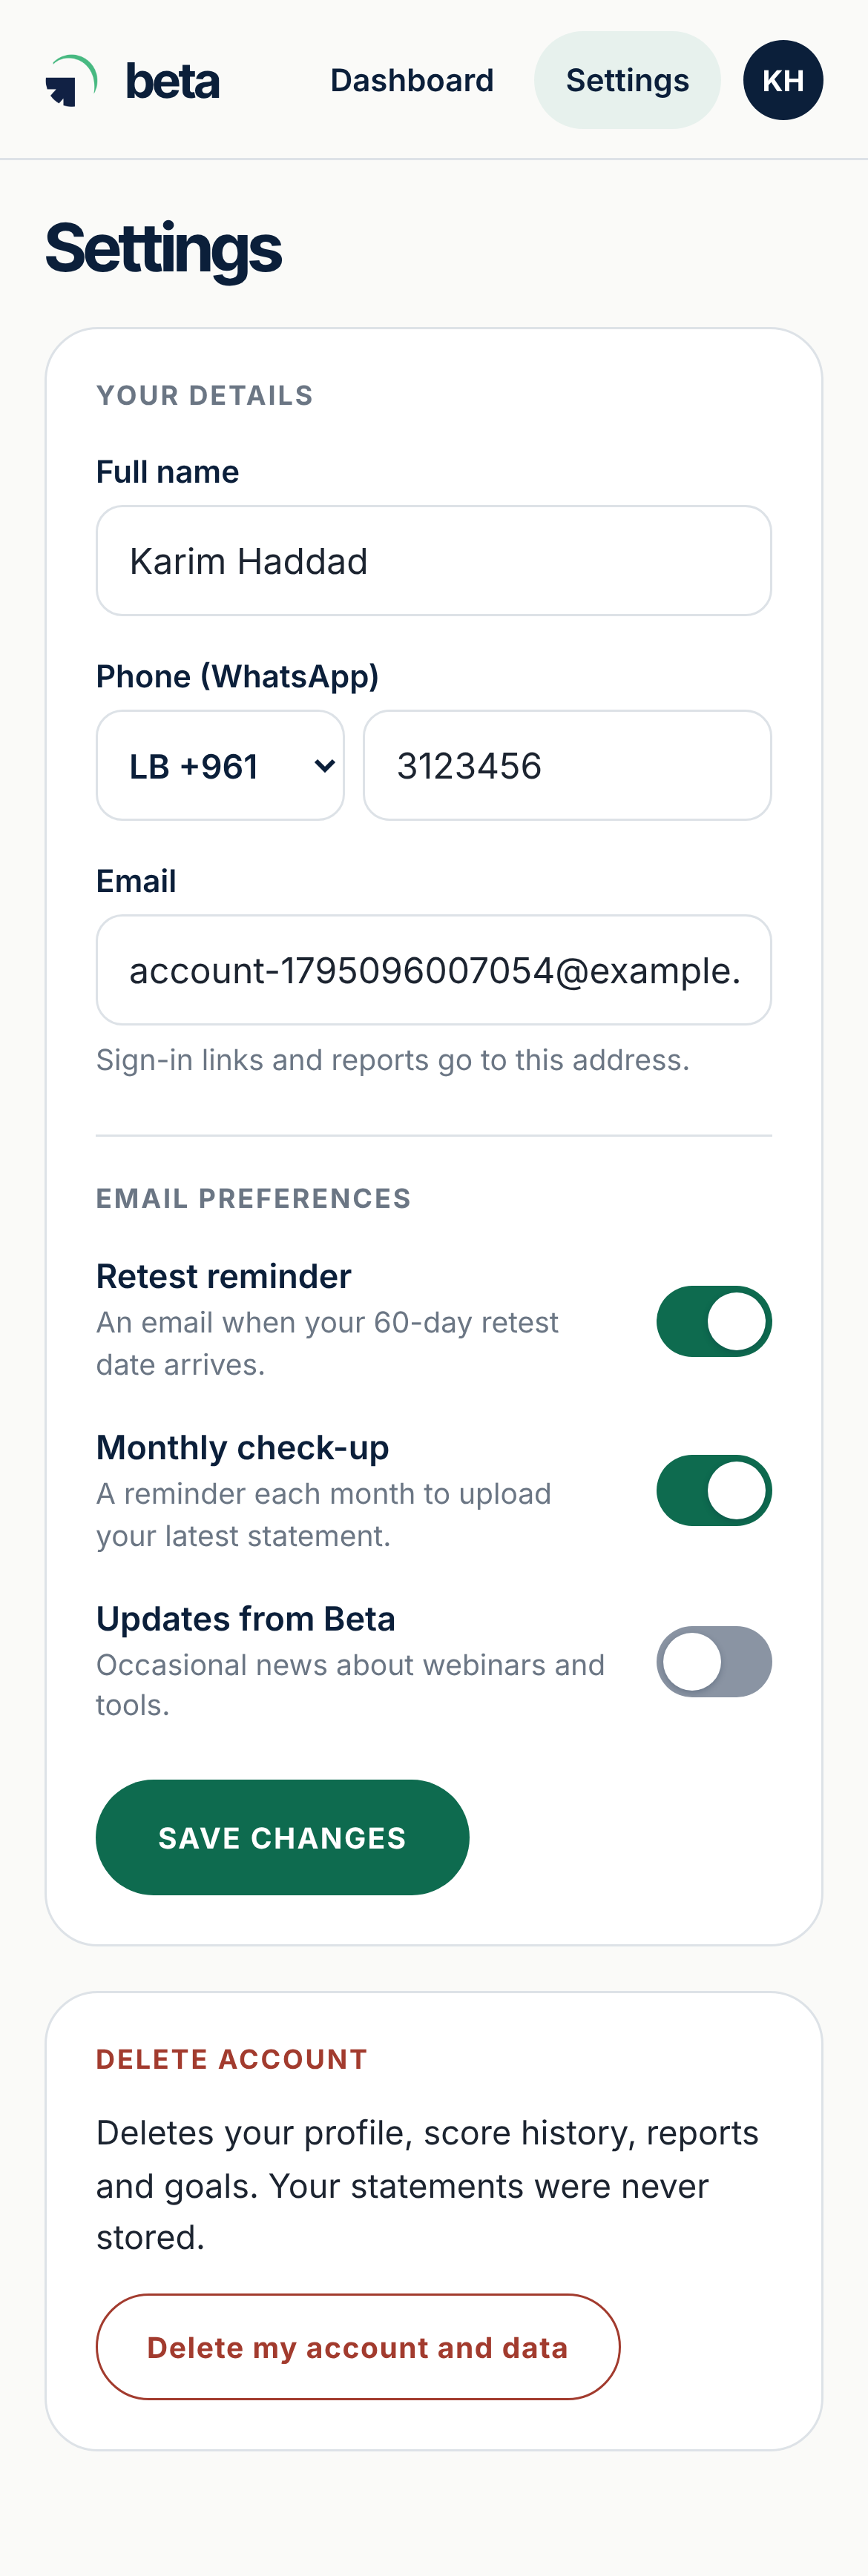 beta
Dashboard
Settings
KH
Settings
YOUR DETAILS
Full name
Karim Haddad
Phone (WhatsApp)
LB +961
3123456
Email
account-1795096007054@example.
Sign-in links and reports go to this address.
EMAIL PREFERENCES
Retest reminder
An email when your 60-day retest
date arrives.
Monthly check-up
A reminder each month to upload
your latest statement.
Updates from Beta
Occasional news about webinars and
tools.
SAVE CHANGES
DELETE ACCOUNT
Deletes your profile, score history, reports
and goals. Your statements were never
stored.
Delete my account and data